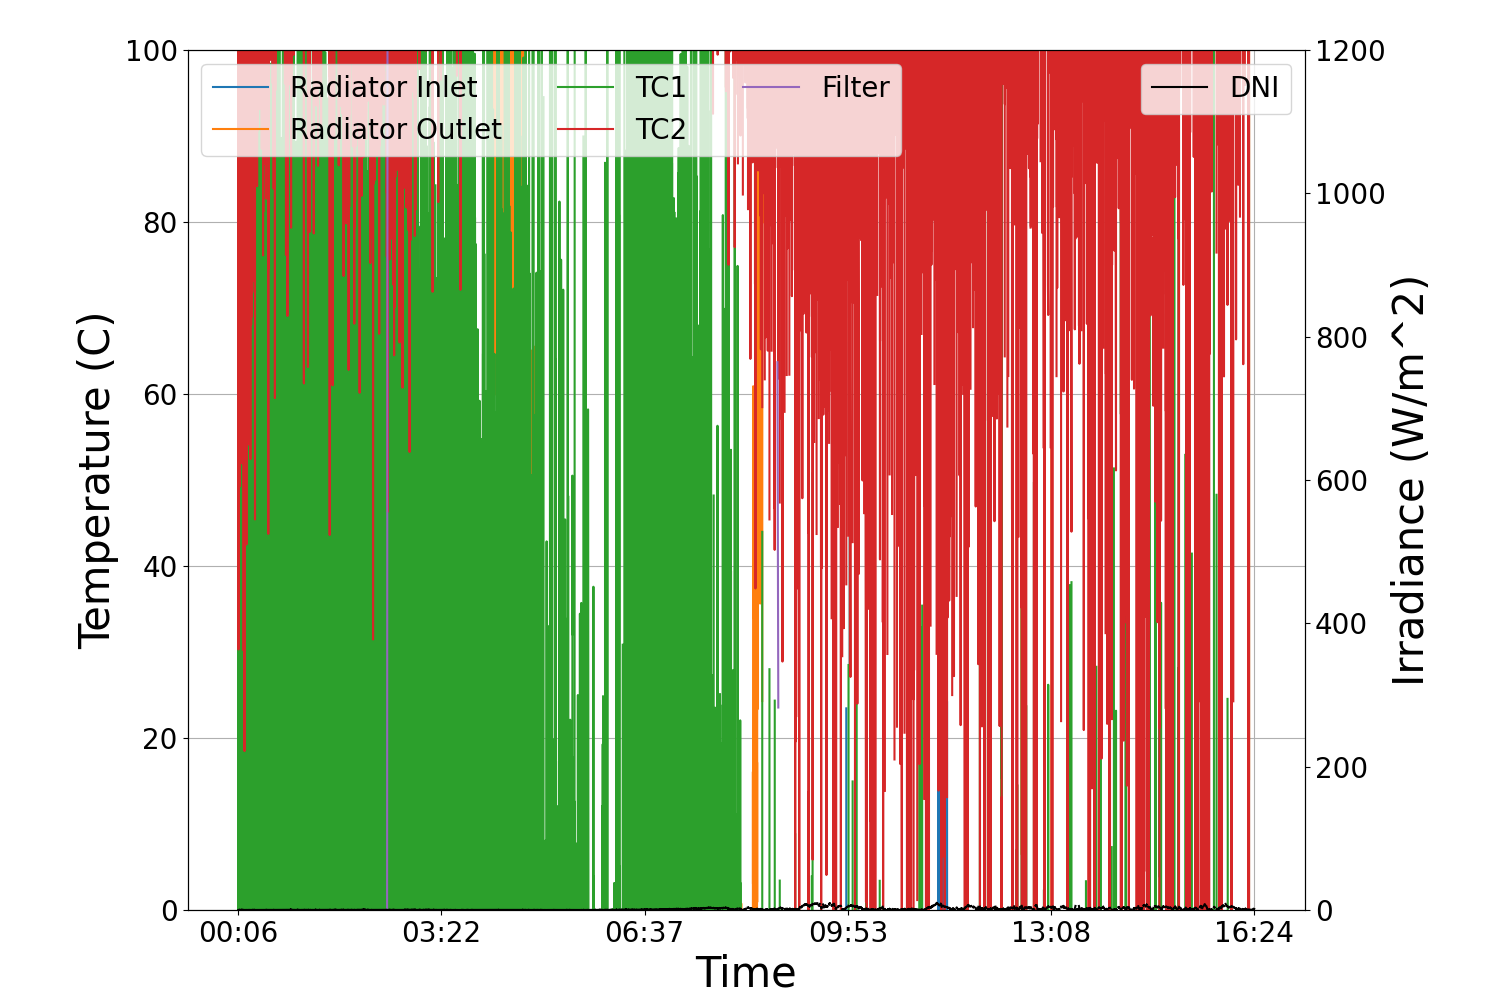 Radiator Inlet
Radiator Outlet
TC1
TC2
Filter
DNI
Temperature (C)
100
80
60
40
20
0
Irradiance (W/m^2)
1200
1000
800
600
400
200
0
00:06 03:22 06:37 09:53 13:08 16:24
Time